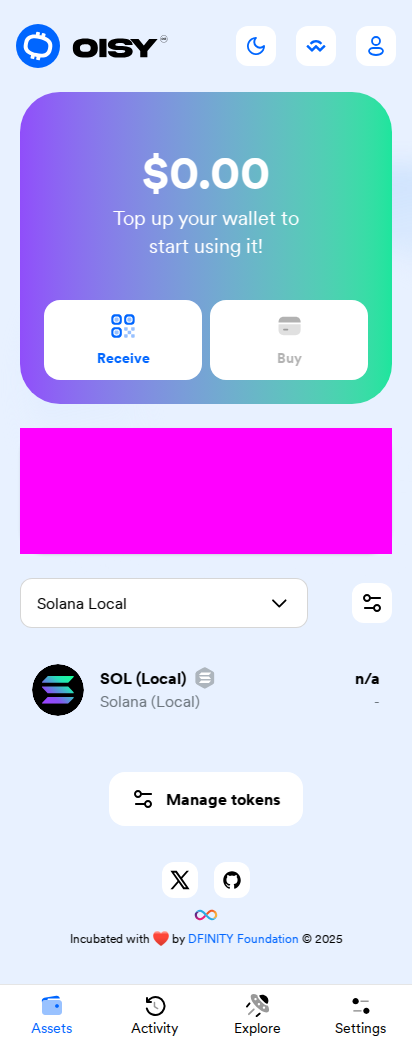 OISY
$0.00
Top up your wallet to
start using it!
Receive
Buy
Solana Local
SOL (Local)
n/a
Solana (Local)
-
Manage tokens
Incubated with ❤️ by DFINITY Foundation © 2025
Assets
Activity
Explore
Settings